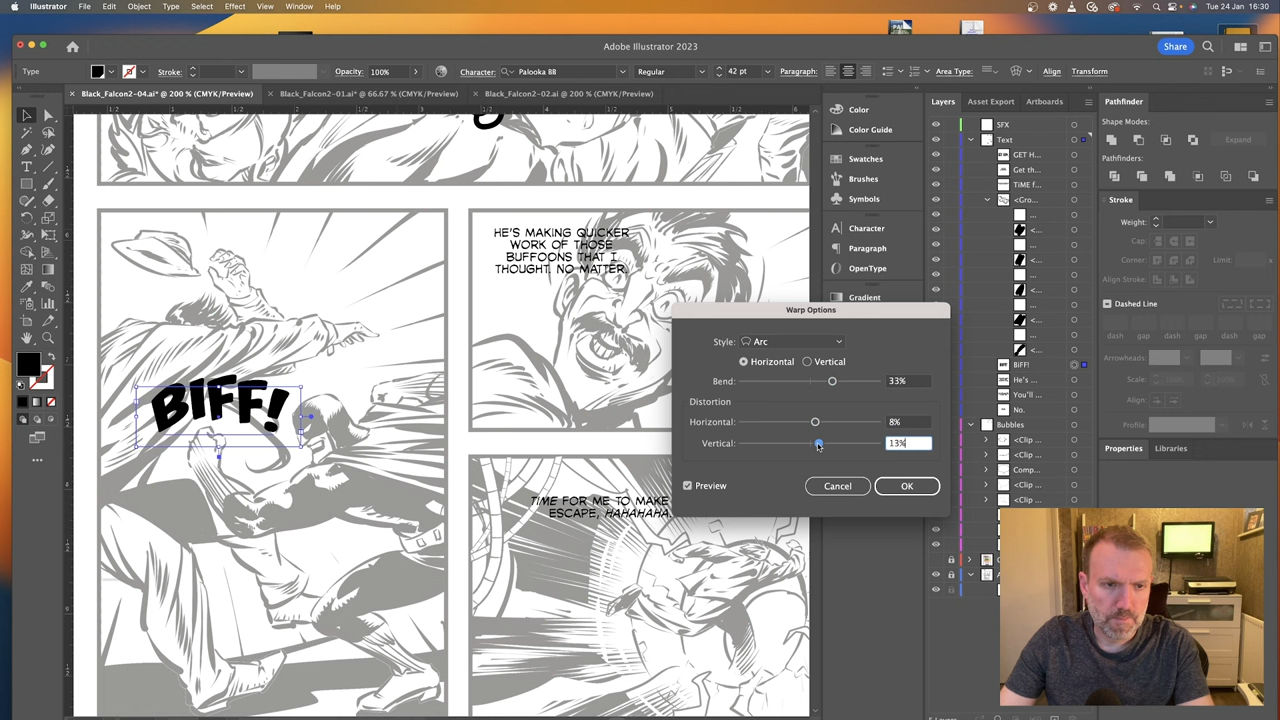 Illustrator File Edit Object Type Select Effect View Window Help
Tue 24 Jan 16:30
Adobe Illustrator 2023
Share
Type
Stroke:
Opacity: 100%
Character: Palooka BB
Regular
42 pt
Paragraph:
Area Type:
Align
Transform
Black_Falcon2-04.ai* @ 200 % (CMYK/Preview)
Black_Falcon2-01.ai* @ 66.67 % (CMYK/Preview)
Black_Falcon2-02.ai @ 200 % (CMYK/Preview)
HE'S MAKING QUICKER
WORK OF THOSE
BUFFOONS THAT I
THOUGHT. NO MATTER.
BIFF!
TIME FOR ME TO MAKE
ESCAPE, HAHAHAHA
Warp Options
Style: Arc
Horizontal
Vertical
Bend: 33%
Distortion
Horizontal: 8%
Vertical: 13%
Preview
Cancel
OK
Color
Color Guide
Swatches
Brushes
Symbols
Character
Paragraph
OpenType
Gradient
Layers
Asset Export
Artboards
SFX
Text
GET H...
Get th...
TIME f...
<Gro...
...
<...
...
<...
...
<...
...
<...
...
<...
BIFF!
He's ...
You'll ...
No.
Bubbles
<Clip ...
<Clip ...
Comp...
<Clip ...
<Clip ...
Pathfinder
Shape Modes:
Expand
Pathfinders:
Stroke
Weight:
Cap:
Corner:
Limit:
Align Stroke:
Dashed Line
dash gap dash gap dash gap
Arrowheads:
Scale:
Align:
Profile:
Properties
Libraries